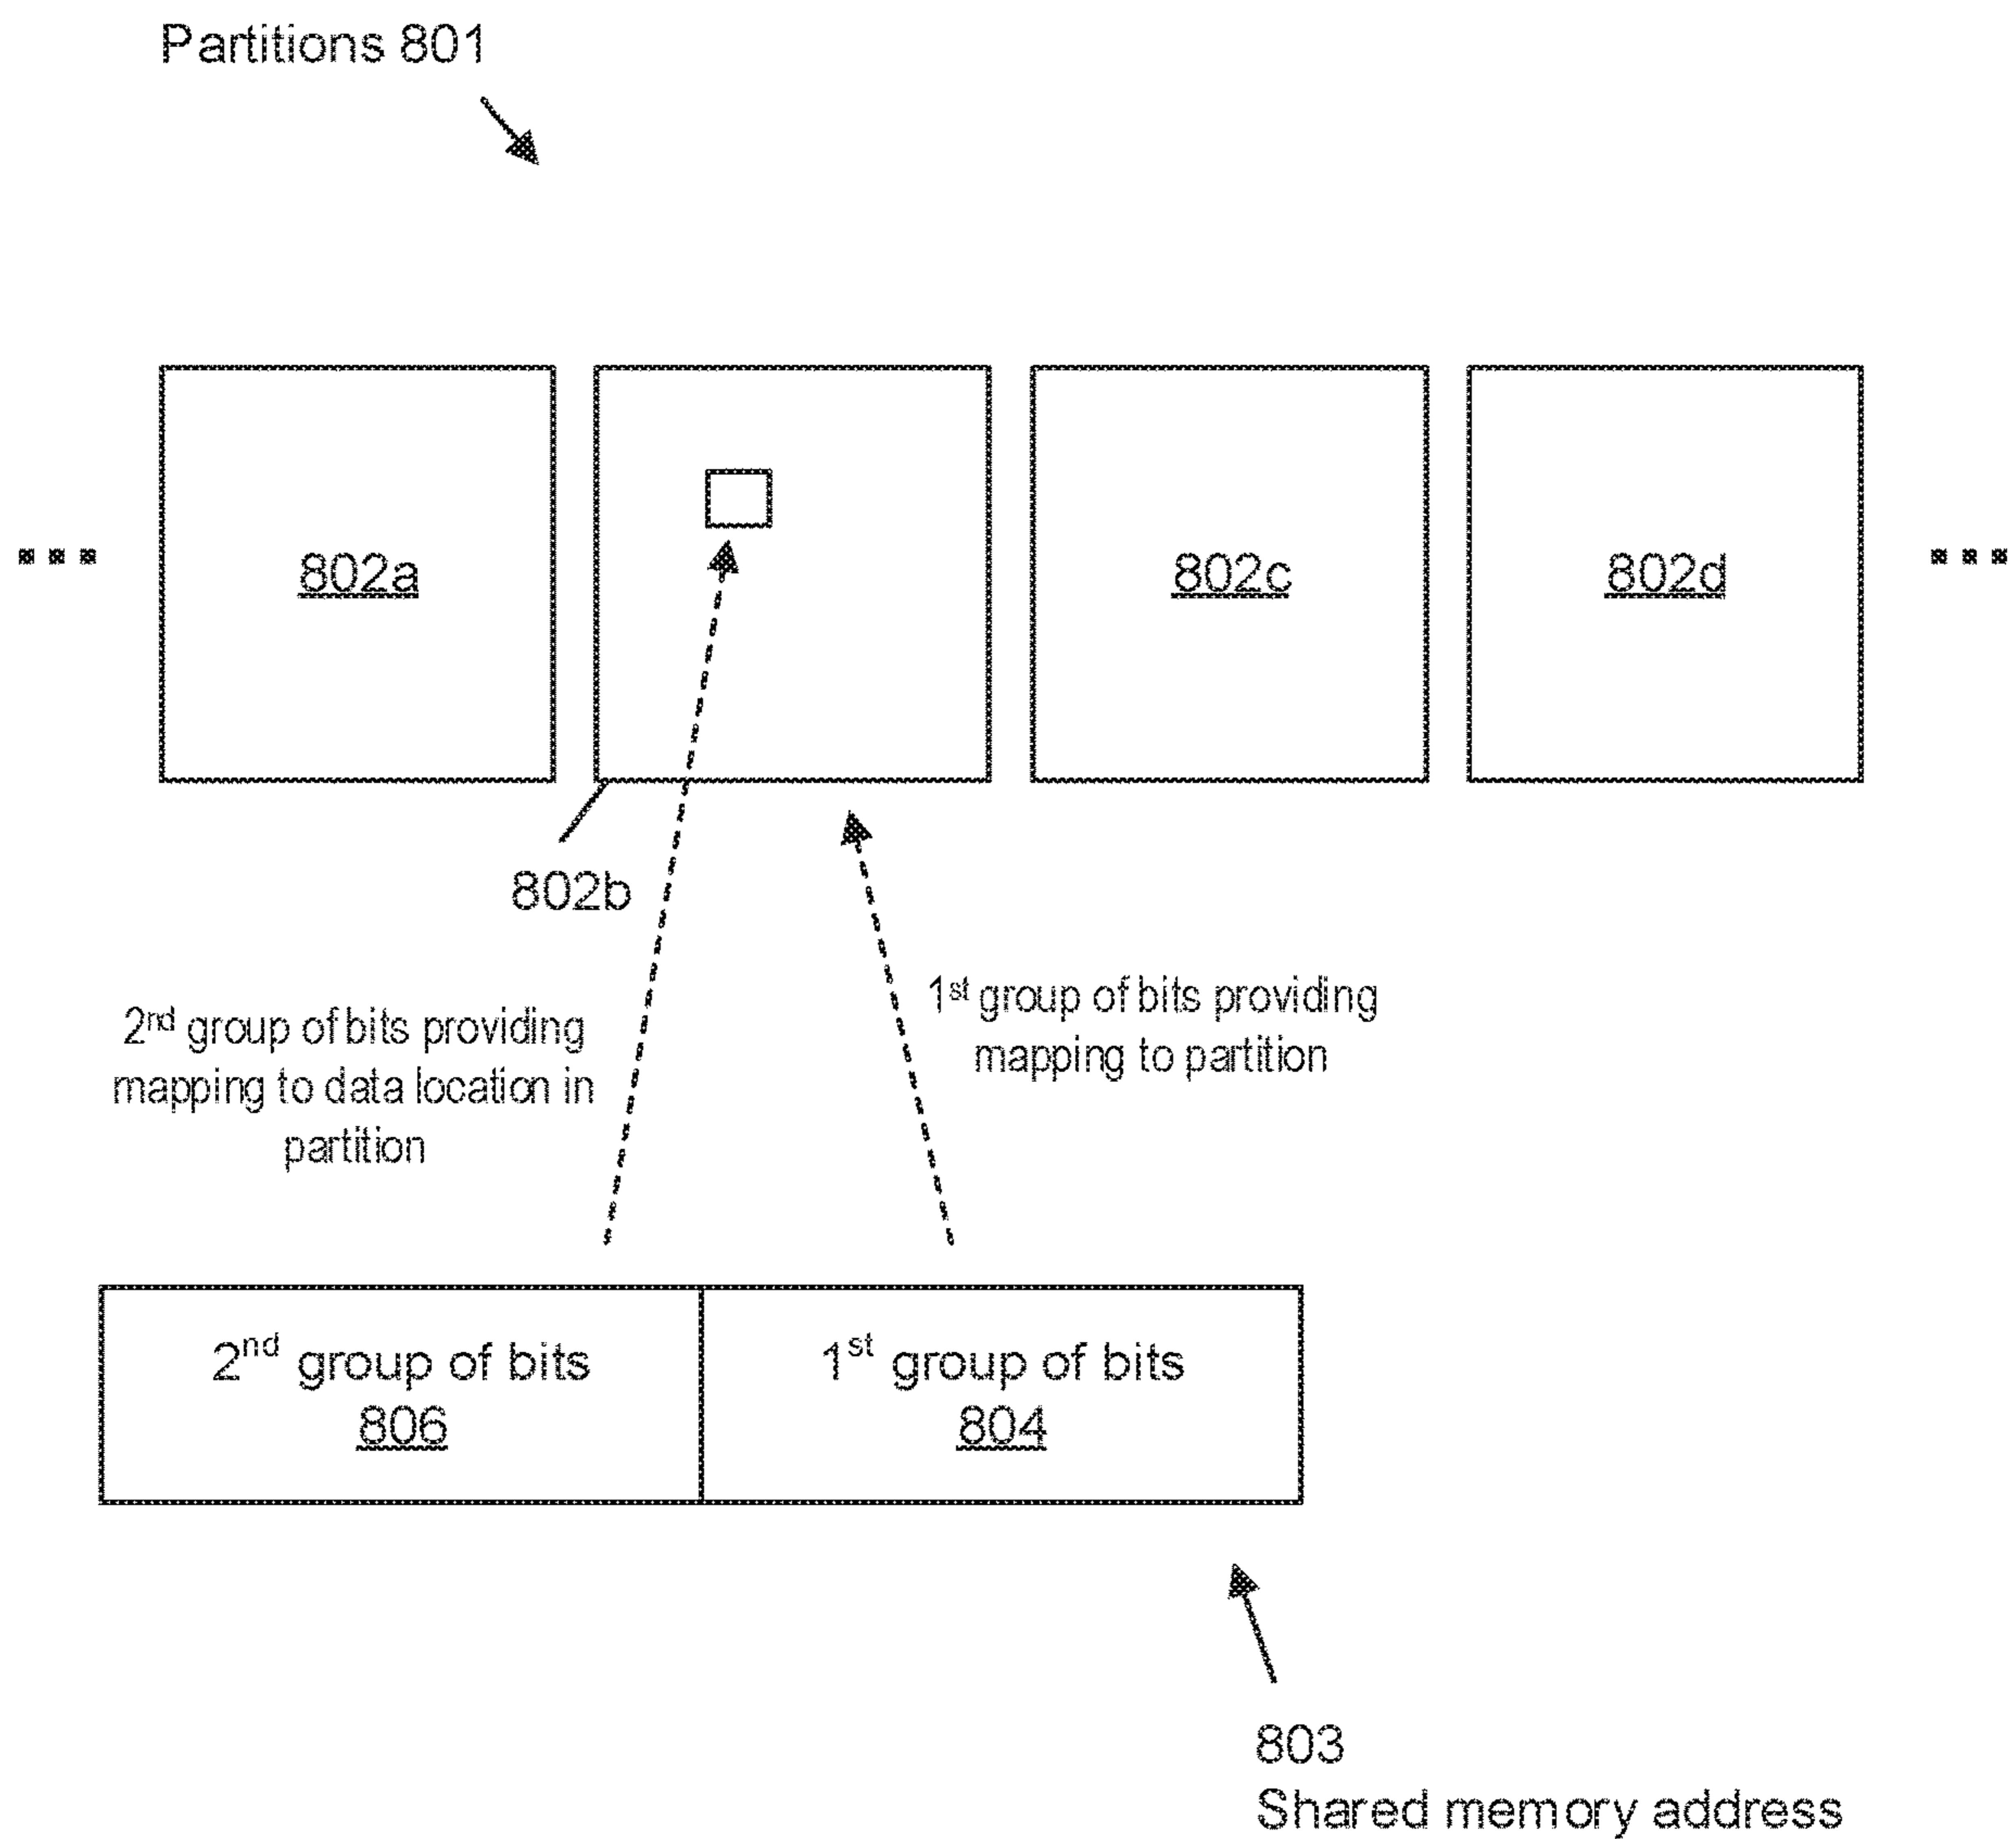 Partitions 801
...
802a
802c
802d
...
802b
1st group of bits providing
mapping to partition
2nd group of bits providing
mapping to data location in
partition
2nd group of bits
806
1st group of bits
804
803
Shared memory address